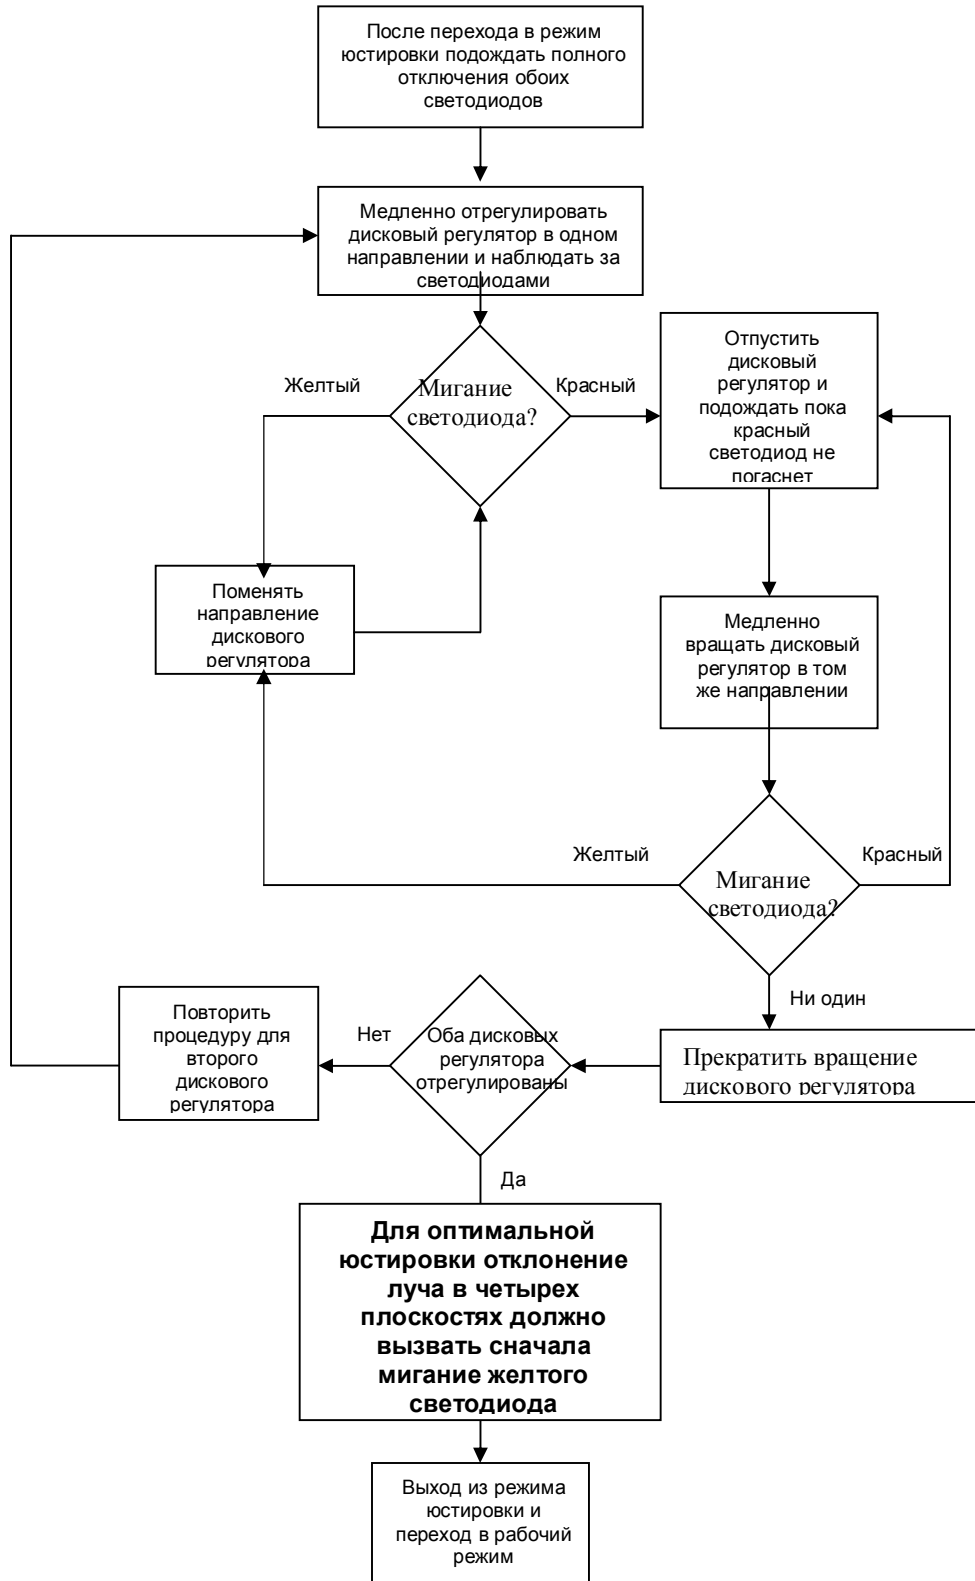 После перехода в режим
юстировки подождать полного
отключения обоих
светодиодов
Медленно отрегулировать
дисковый регулятор в одном
направлении и наблюдать за
светодиодами
Желтый
Мигание
светодиода?
Красный
Отпустить
дисковый
регулятор и
подождать пока
красный
светодиод не
погаснет
Поменять
направление
дискового
регулятора
Медленно
вращать дисковый
регулятор в том
же направлении
Желтый
Мигание
светодиода?
Красный
Ни один
Прекратить вращение
дискового регулятора
Оба дисковых
регулятора
отрегулированы
Нет
Повторить
процедуру для
второго
дискового
регулятора
Да
Для оптимальной
юстировки отклонение
луча в четырех
плоскостях должно
вызвать сначала
мигание желтого
светодиода
Выход из режима
юстировки и
переход в рабочий
режим